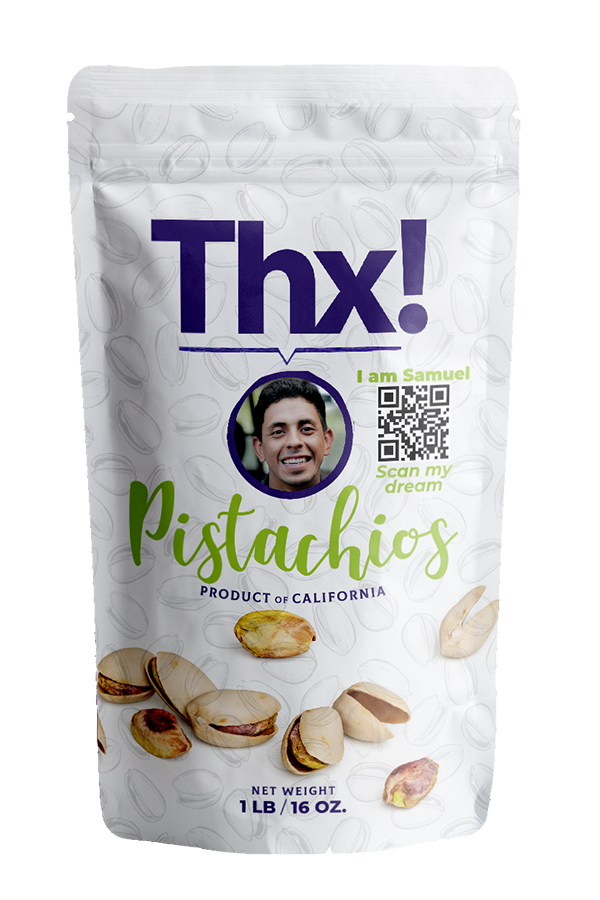 Thx!
I am Samuel
Scan my
dream
Pistachios
PRODUCT OF CALIFORNIA
NET WEIGHT
1 LB / 16 OZ.